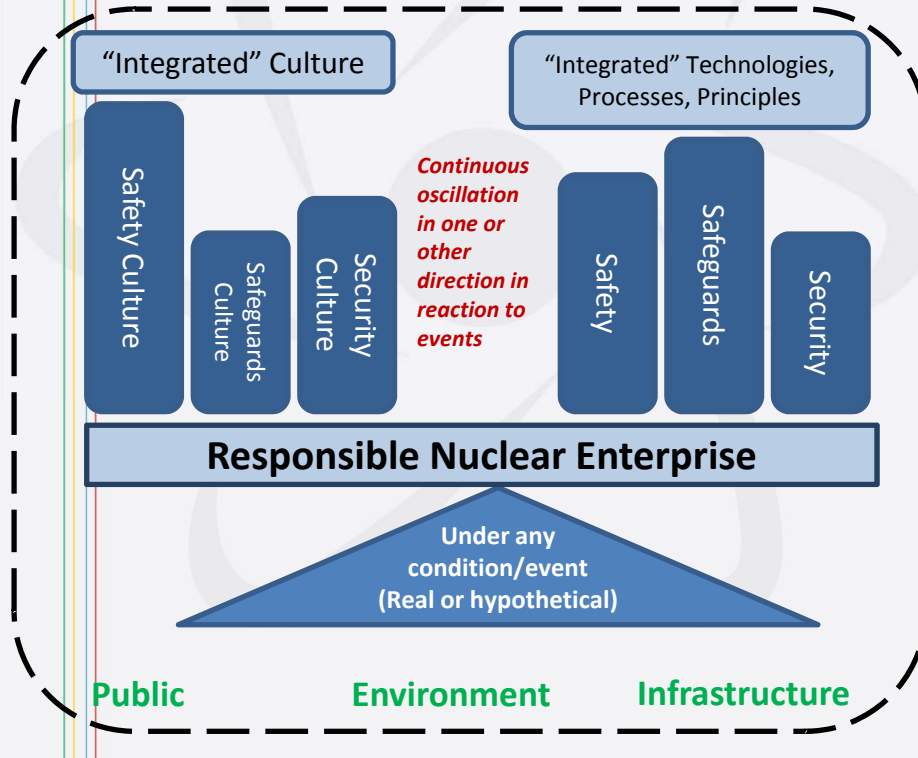 “Integrated” Culture
“Integrated” Technologies,
Processes, Principles
Safety Culture
Safeguards
Culture
Security
Culture
Continuous
oscillation
in one or
other
direction in
reaction to
events
Safety
Safeguards
Security
Responsible Nuclear Enterprise
Under any
condition/event
(Real or hypothetical)
Public
Environment
Infrastructure